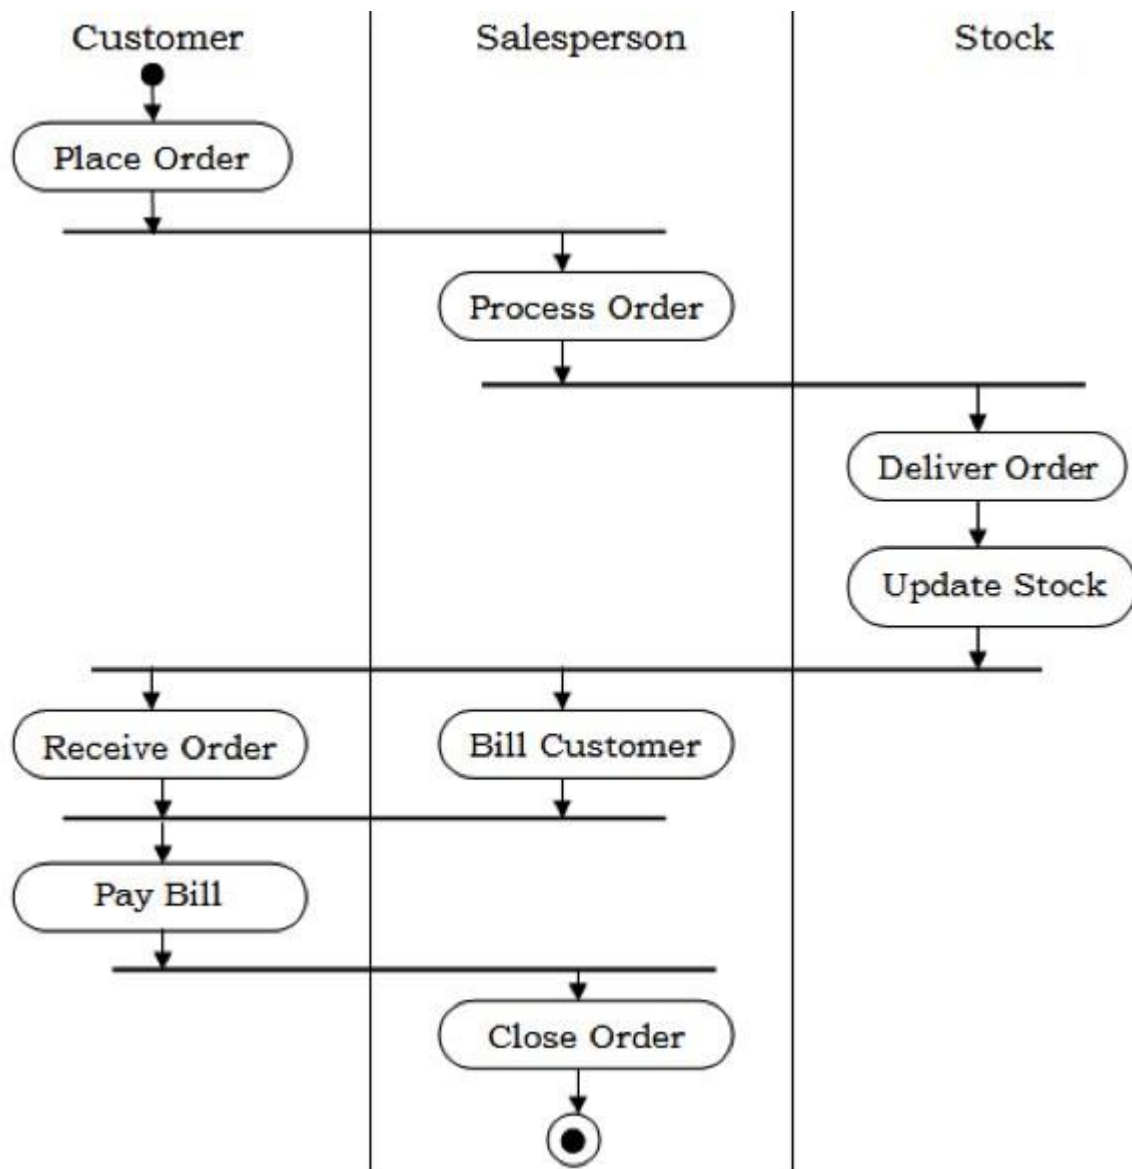 Customer
Salesperson
Stock
Place Order
Process Order
Deliver Order
Update Stock
Receive Order
Bill Customer
Pay Bill
Close Order